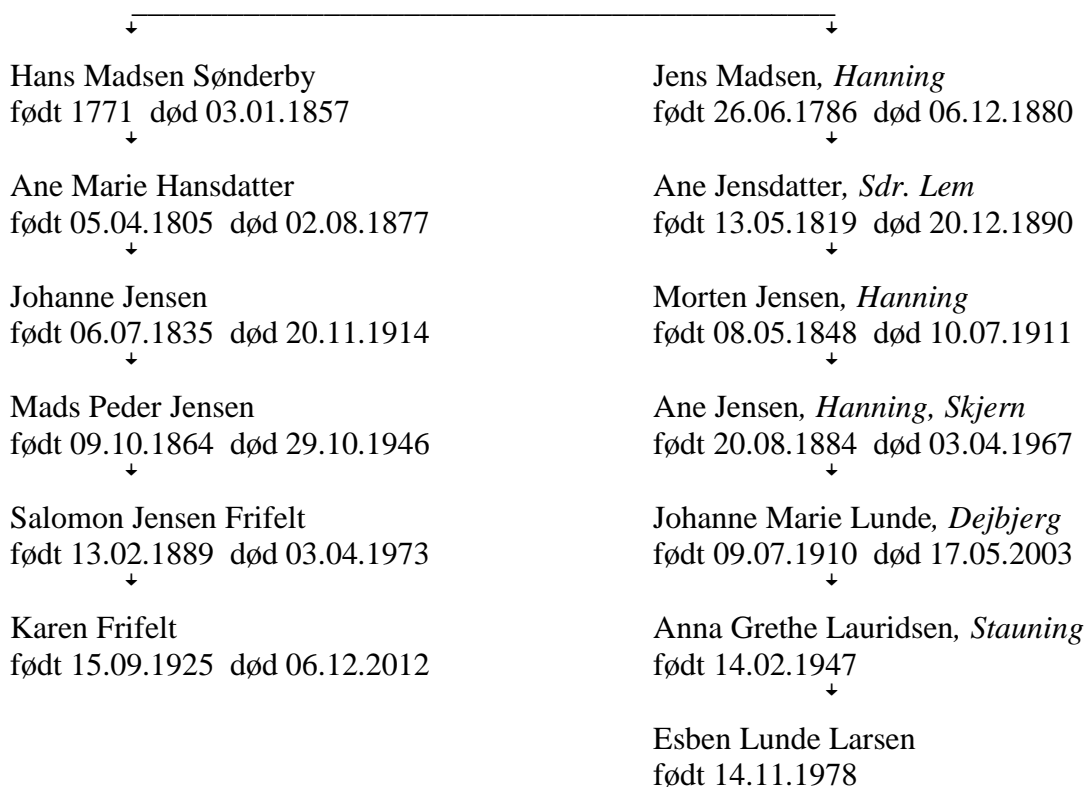 Hans Madsen Sønderby
født 1771 død 03.01.1857
Ane Marie Hansdatter
født 05.04.1805 død 02.08.1877
Johanne Jensen
født 06.07.1835 død 20.11.1914
Mads Peder Jensen
født 09.10.1864 død 29.10.1946
Salomon Jensen Frifelt
født 13.02.1889 død 03.04.1973
Karen Frifelt
født 15.09.1925 død 06.12.2012
Jens Madsen, Hanning
født 26.06.1786 død 06.12.1880
Ane Jensdatter, Sdr. Lem
født 13.05.1819 død 20.12.1890
Morten Jensen, Hanning
født 08.05.1848 død 10.07.1911
Ane Jensen, Hanning, Skjern
født 20.08.1884 død 03.04.1967
Johanne Marie Lunde, Dejbjerg
født 09.07.1910 død 17.05.2003
Anna Grethe Lauridsen, Stauning
født 14.02.1947
Esben Lunde Larsen
født 14.11.1978